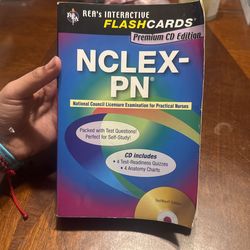 REA
REA's INTERACTIVE
FLASHCARDS®
Premium CD Edition
NCLEX-
PN®
National Council Licensure Examination for Practical Nurses
Packed with Test Questions!
Perfect for Self-Study!
CD includes
• 4 Test-Readiness Quizzes
• 4 Anatomy Charts